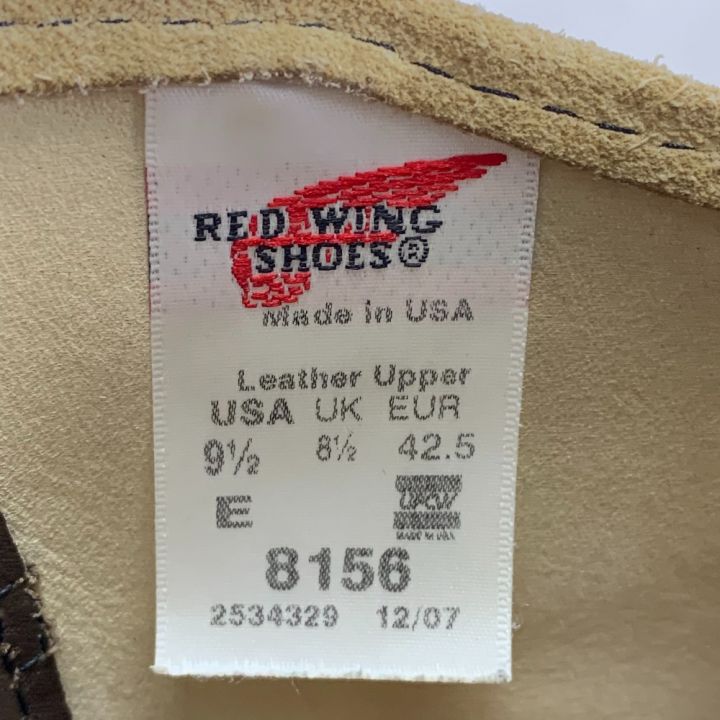 RED WING
SHOES®
Made in USA
Leather Upper
USA UK EUR
9½ 8½ 42.5
E
8156
2534329 12/07